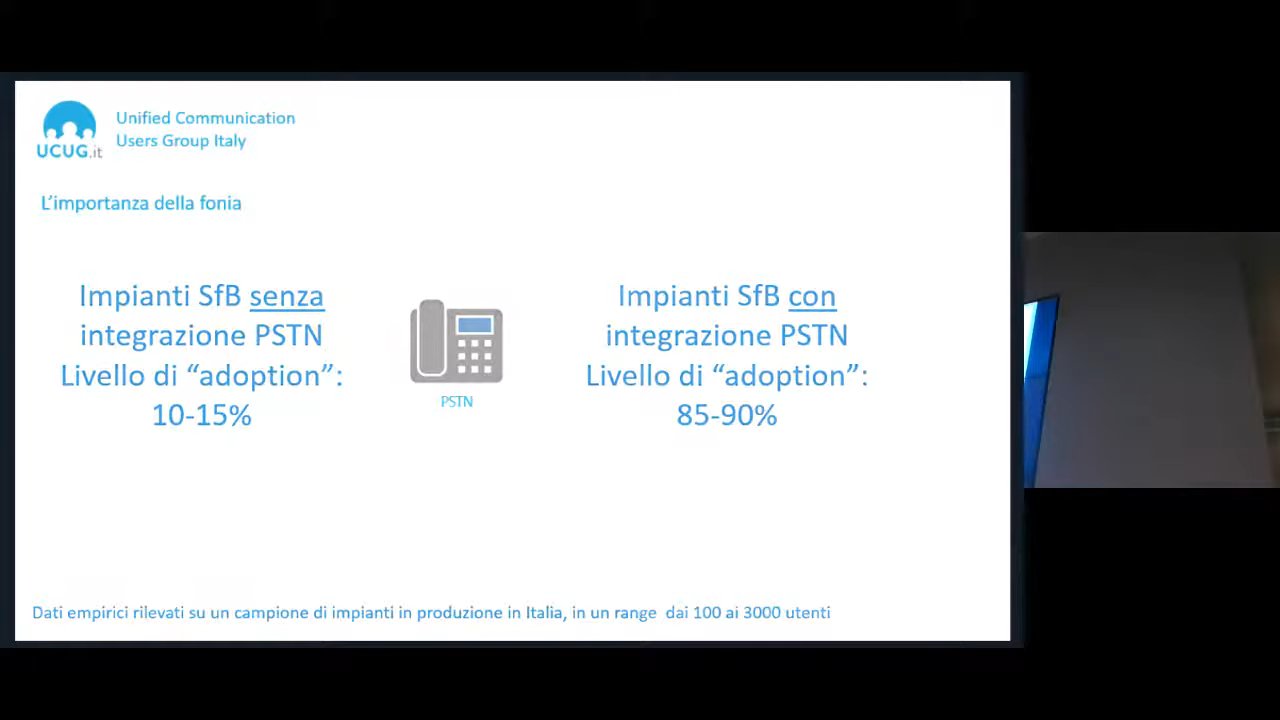 Unified Communication
Users Group Italy
UCUG.it
L’importanza della fonia
Impianti SfB senza
integrazione PSTN
Livello di “adoption”:
10-15%
PSTN
Impianti SfB con
integrazione PSTN
Livello di “adoption”:
85-90%
Dati empirici rilevati su un campione di impianti in produzione in Italia, in un range dai 100 ai 3000 utenti